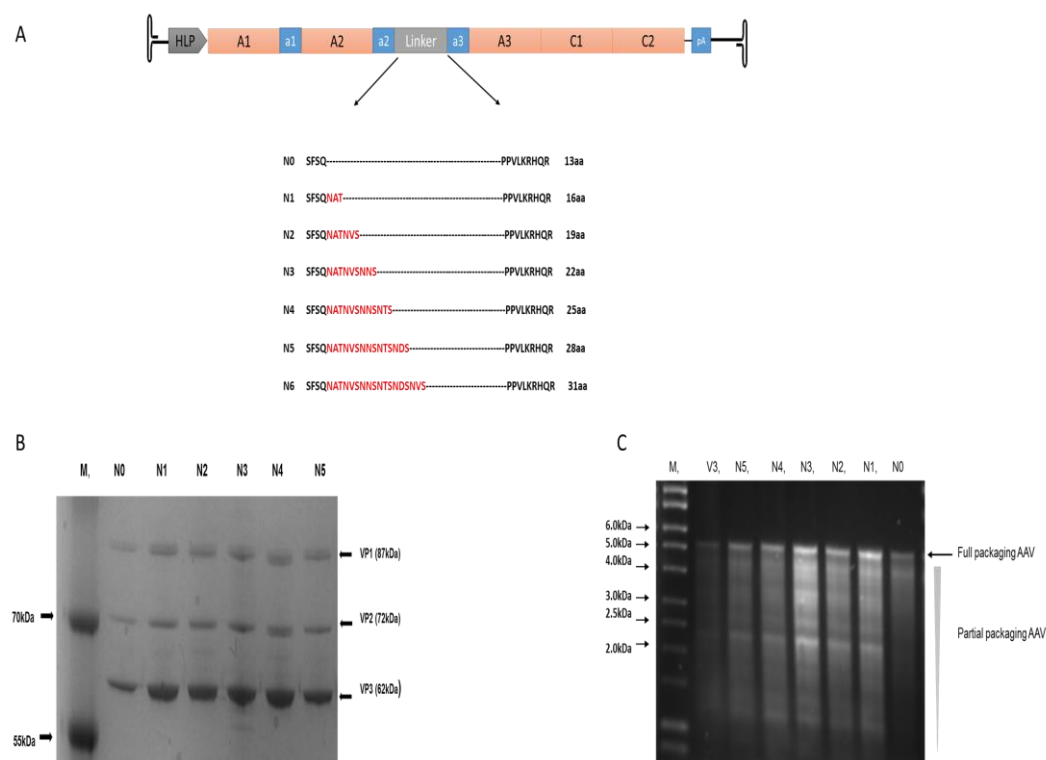 A
HLP A1 a1 A2 a2 Linker a3 A3 C1 C2 pA
N0 SFSQ--------------------------------------------PPVLKRHQR 13aa
N1 SFSQNAT----------------------------------------PPVLKRHQR 16aa
N2 SFSQNATNVS------------------------------------PPVLKRHQR 19aa
N3 SFSQNATNVSNNS--------------------------------PPVLKRHQR 22aa
N4 SFSQNATNVSNNSNTS----------------------------PPVLKRHQR 25aa
N5 SFSQNATNVSNNSNTSNDS------------------------PPVLKRHQR 28aa
N6 SFSQNATNVSNNSNTSNDSNVS--------------------PPVLKRHQR 31aa
B
M, N0 N1 N2 N3 N4 N5
VP1 (87kDa)
70kDa
VP2 (72kDa)
VP3 (62kDa)
55kDa
C
M, V3, N5, N4, N3, N2, N1, N0
6.0kDa
5.0kDa
4.0kDa
3.0kDa
2.5kDa
2.0kDa
Full packaging AAV
Partial packaging AAV